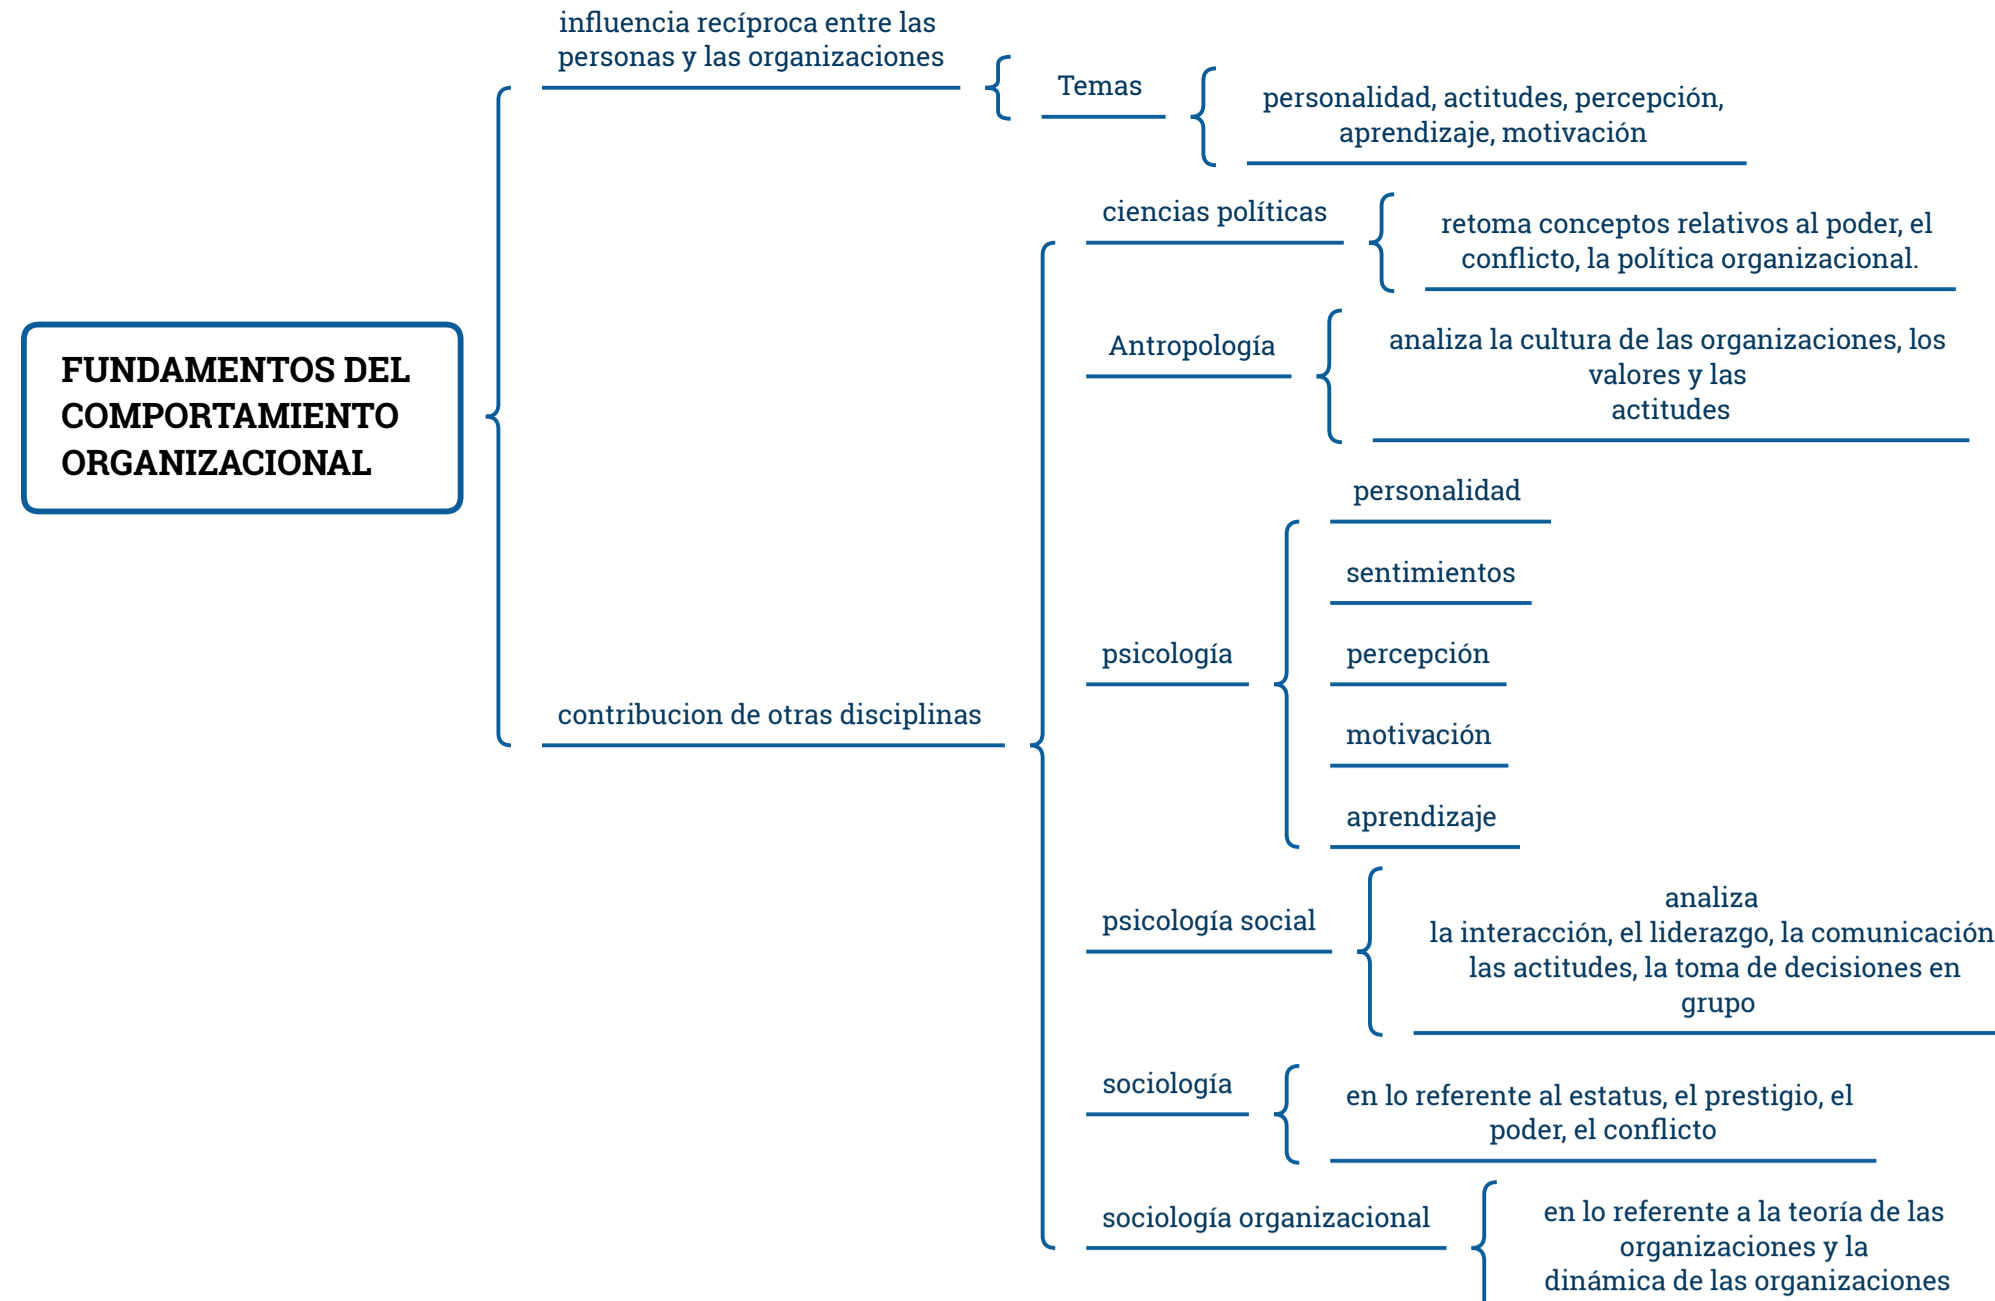 influencia recíproca entre las
personas y las organizaciones
Temas
personalidad, actitudes, percepción,
aprendizaje, motivación
FUNDAMENTOS DEL
COMPORTAMIENTO
ORGANIZACIONAL
contribucion de otras disciplinas
ciencias políticas
retoma conceptos relativos al poder, el
conflicto, la política organizacional.
Antropología
analiza la cultura de las organizaciones, los
valores y las
actitudes
psicología
personalidad
sentimientos
percepción
motivación
aprendizaje
psicología social
analiza
la interacción, el liderazgo, la comunicación
las actitudes, la toma de decisiones en
grupo
sociología
en lo referente al estatus, el prestigio, el
poder, el conflicto
sociología organizacional
en lo referente a la teoría de las
organizaciones y la
dinámica de las organizaciones